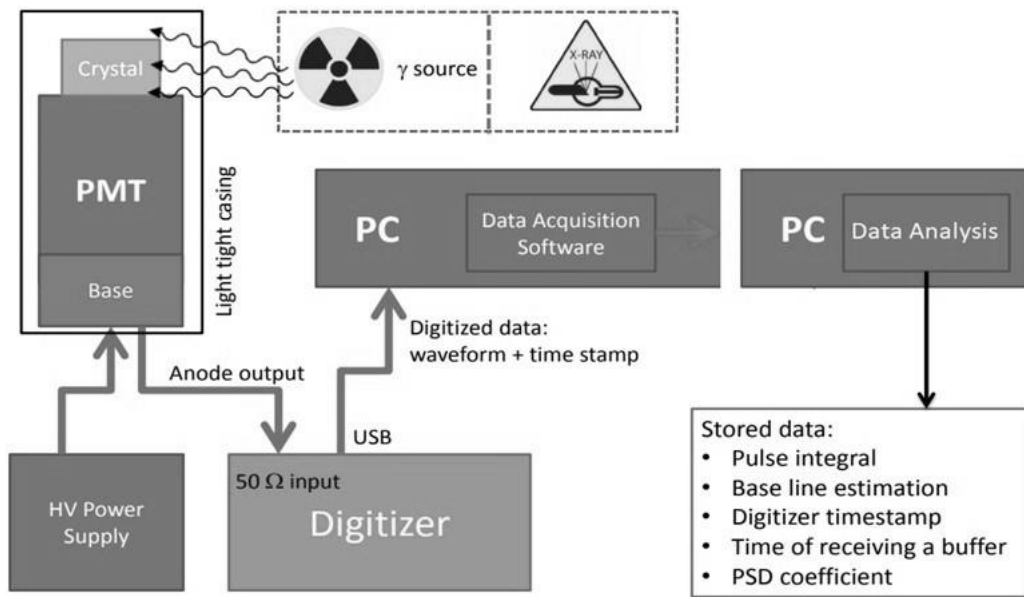 Crystal
PMT
Base
Light tight casing
γ source
X-RAY
PC
Data Acquisition
Software
PC
Data Analysis
Digitized data:
waveform + time stamp
Anode output
USB
HV Power
Supply
50 Ω input
Digitizer
Stored data:
• Pulse integral
• Base line estimation
• Digitizer timestamp
• Time of receiving a buffer
• PSD coefficient